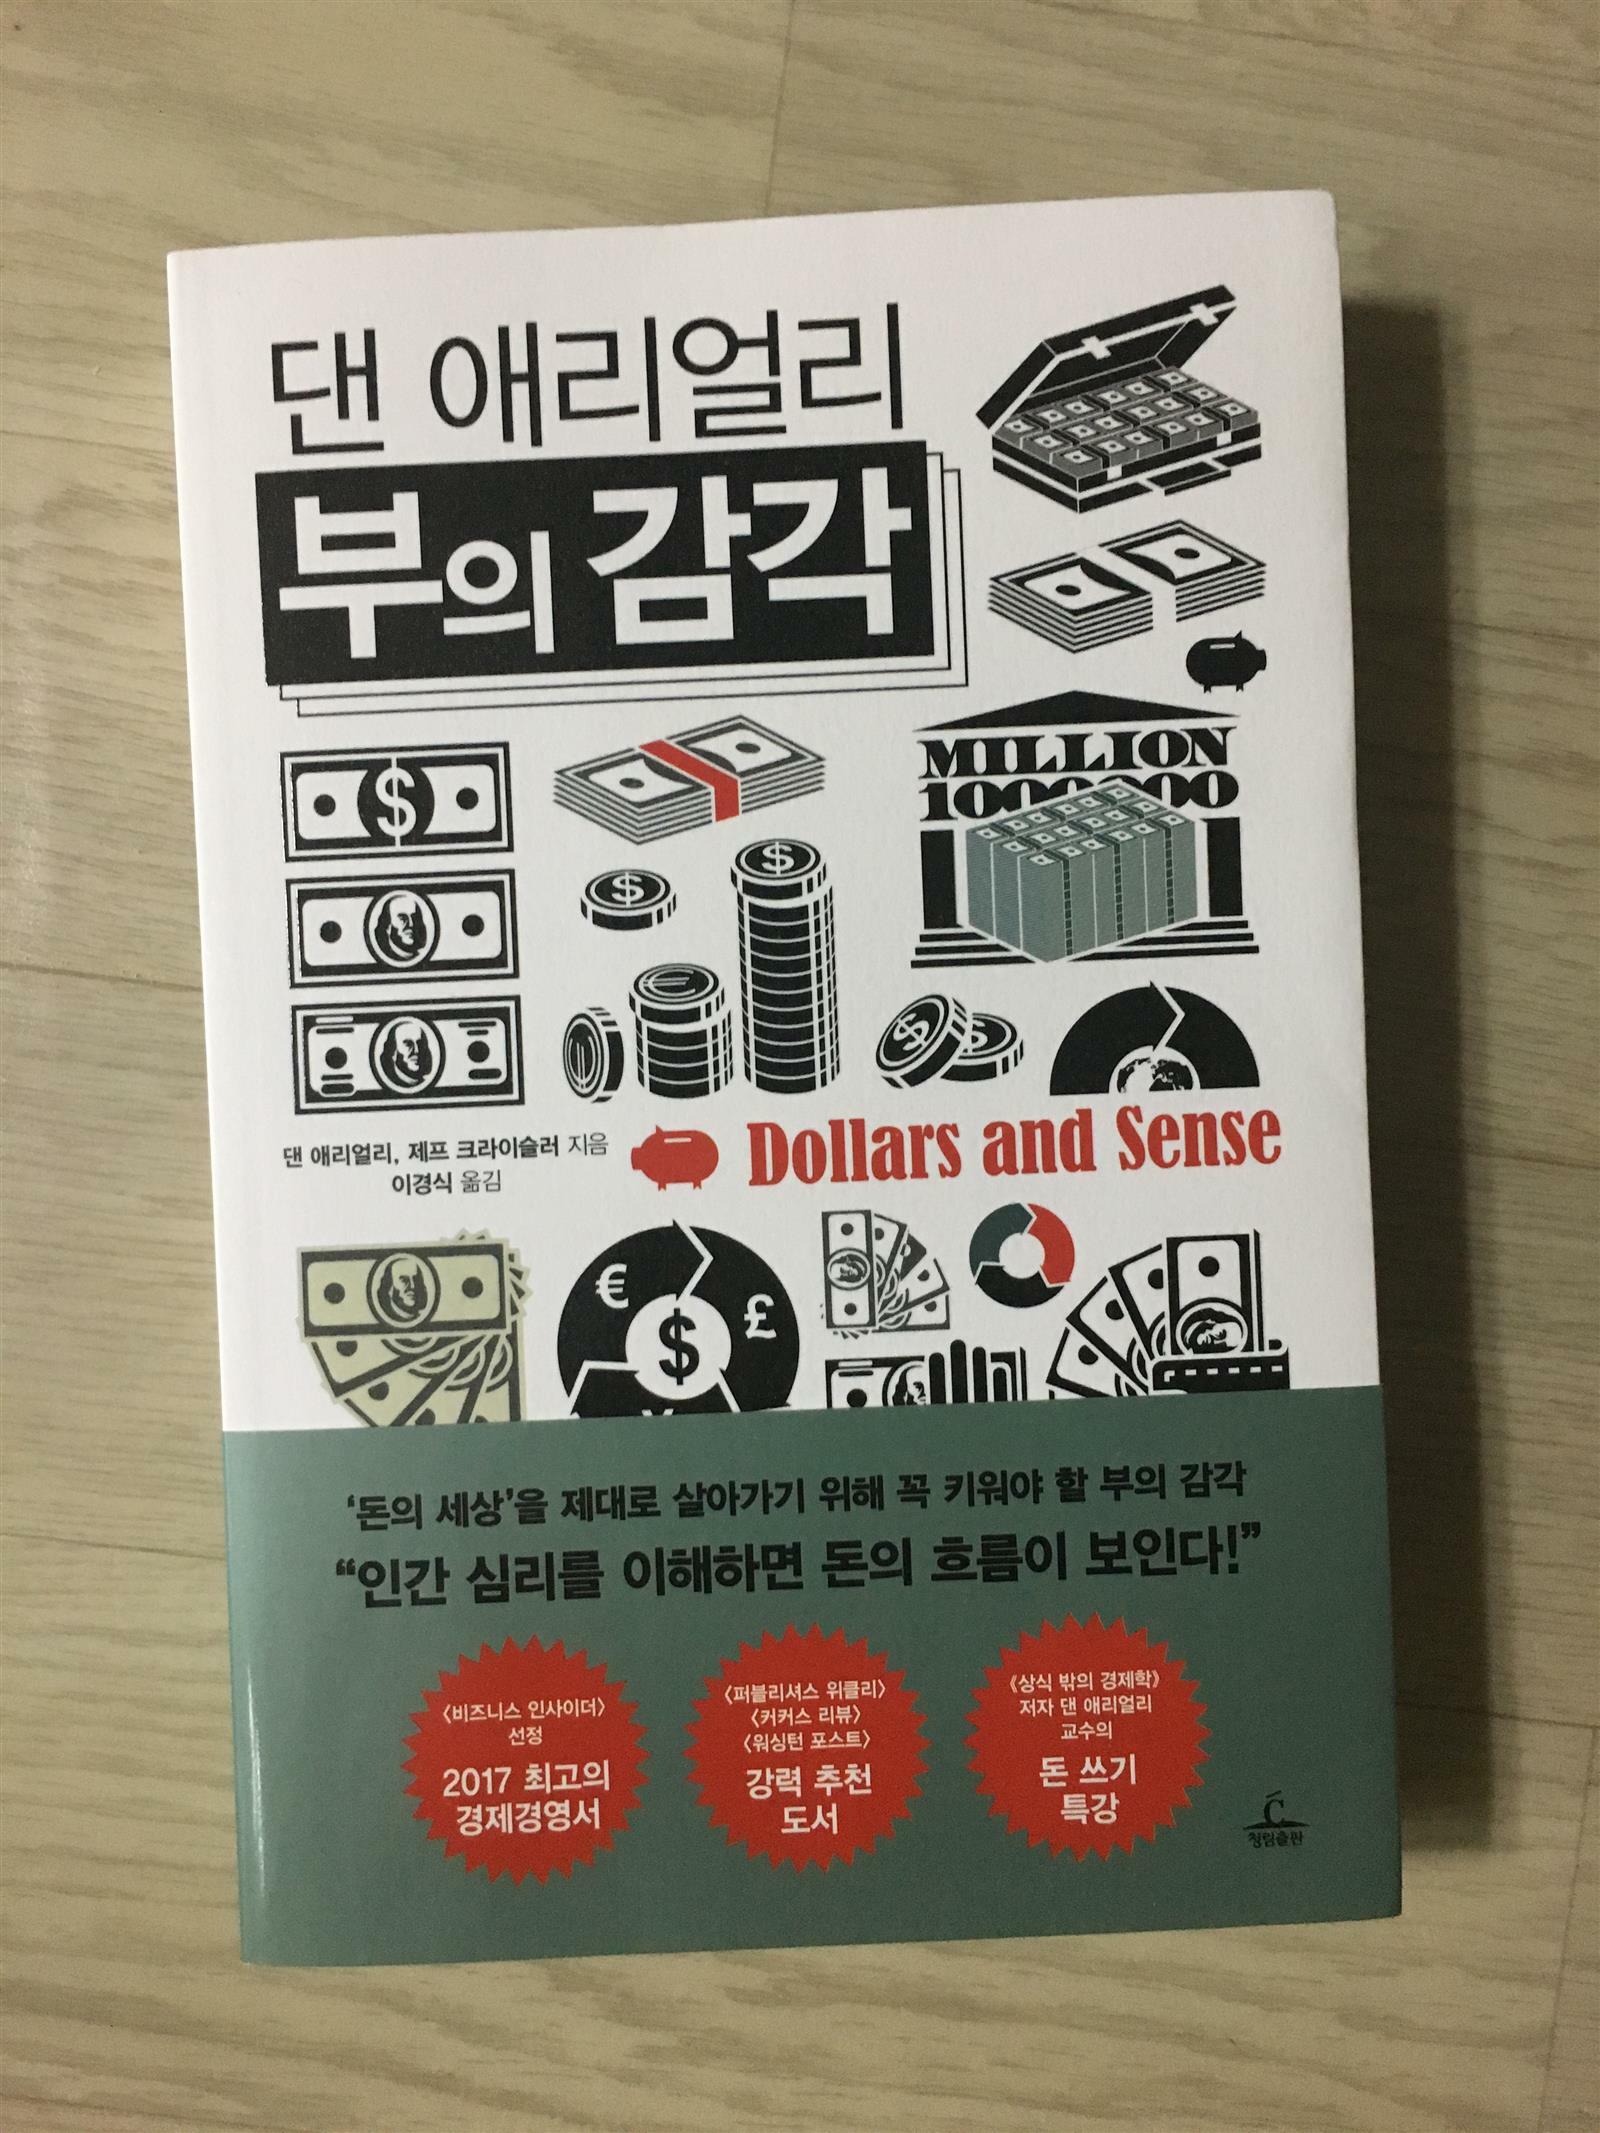 댄 애리얼리
부의 감각
MILLION
1000000
댄 애리얼리, 제프 크라이슬러 지음
이경식 옮김
Dollars and Sense
'돈의 세상'을 제대로 살아가기 위해 꼭 키워야 할 부의 감각
“인간 심리를 이해하면 돈의 흐름이 보인다!”
〈비즈니스 인사이더〉
선정
2017 최고의
경제경영서
〈퍼블리셔스 위클리〉
〈커커스 리뷰〉
〈워싱턴 포스트〉
강력 추천
도서
《상식 밖의 경제학》
저자 댄 애리얼리
교수의
돈 쓰기
특강
청림출판